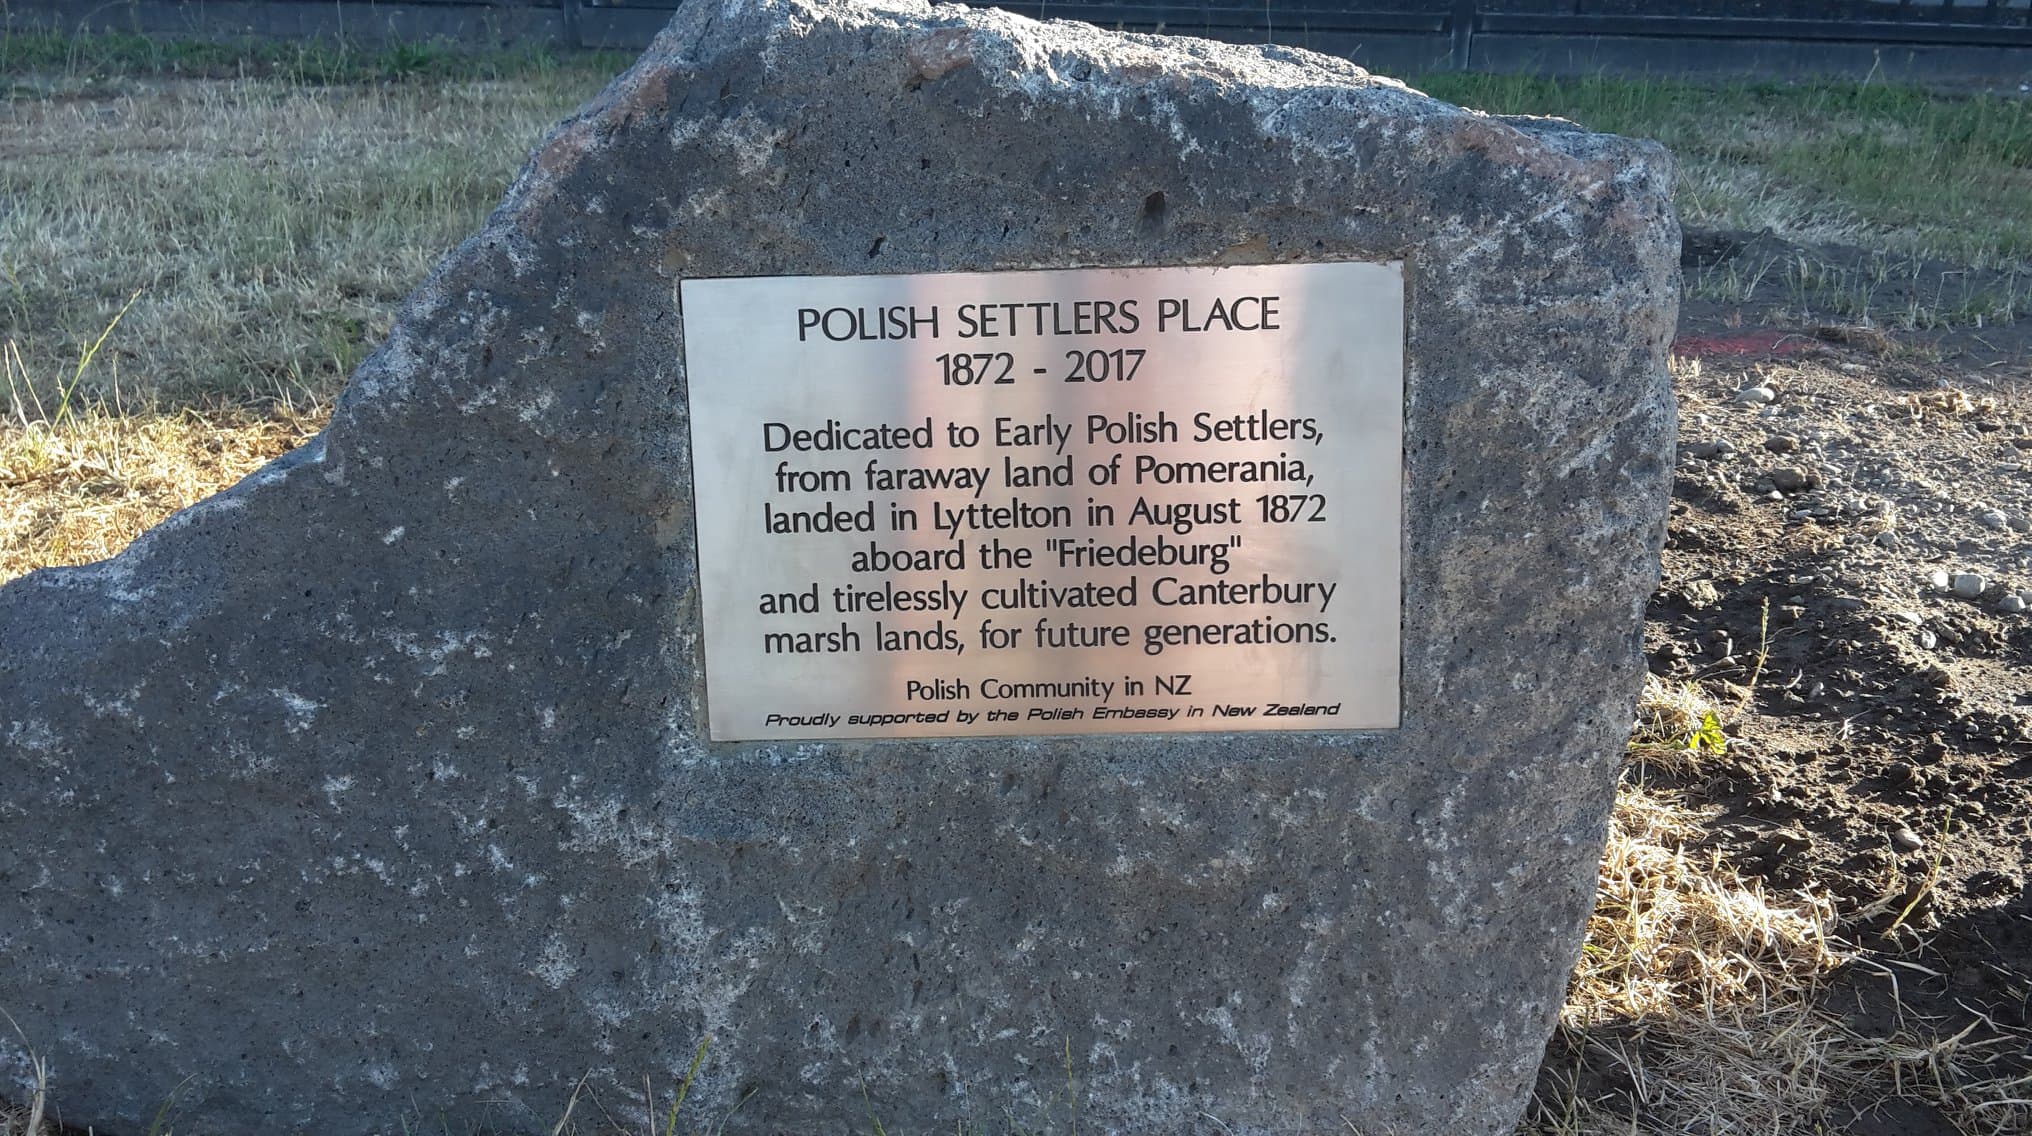 POLISH SETTLERS PLACE
1872 - 2017
Dedicated to Early Polish Settlers,
from faraway land of Pomerania,
landed in Lyttelton in August 1872
aboard the "Friedeburg"
and tirelessly cultivated Canterbury
marsh lands, for future generations.
Polish Community in NZ
Proudly supported by the Polish Embassy in New Zealand